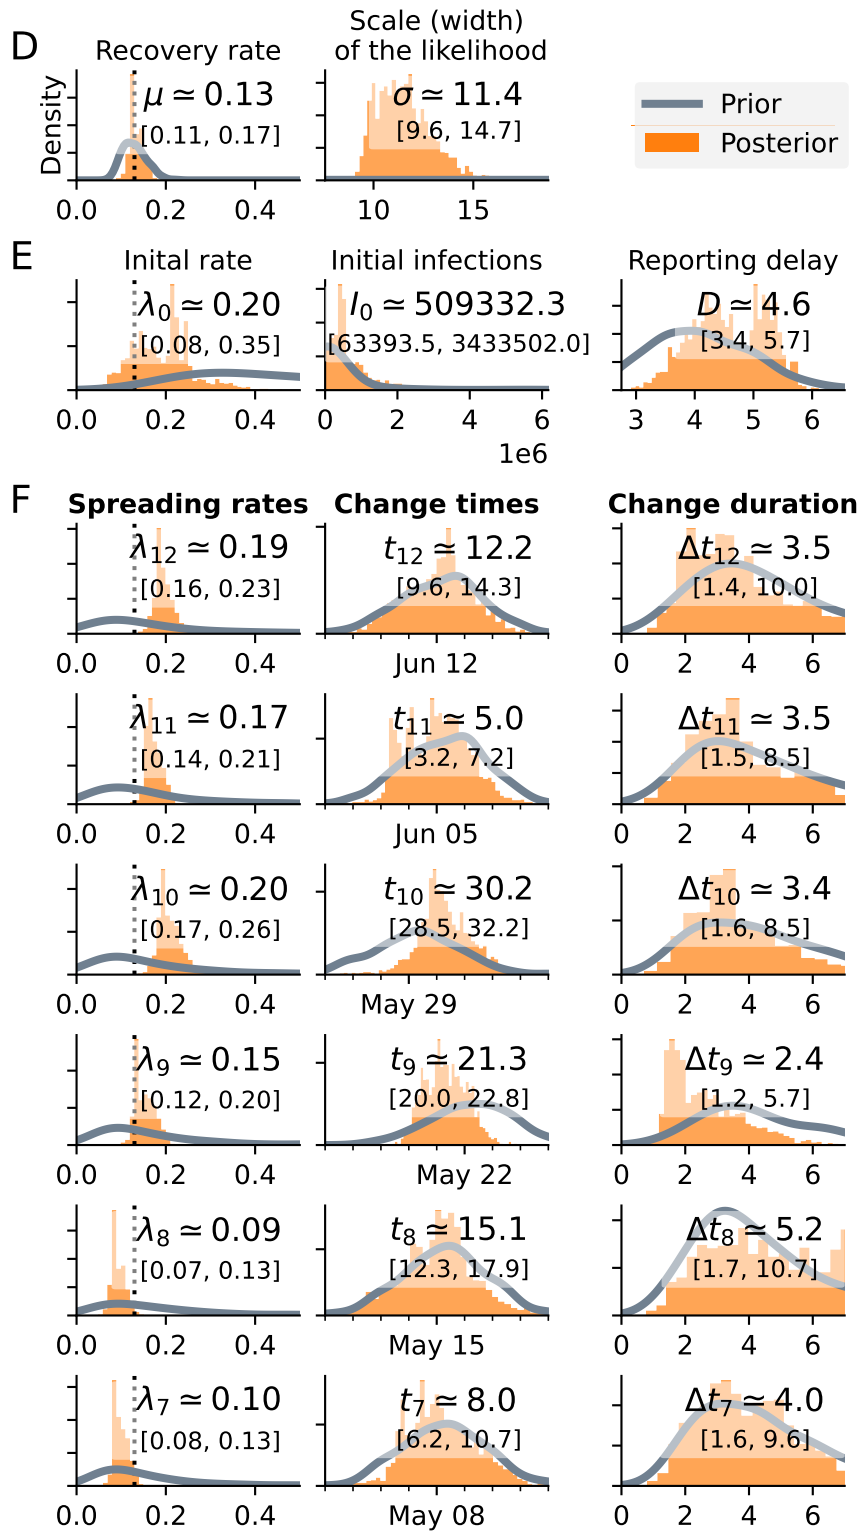 D
Recovery rate
Scale (width)
of the likelihood
Density
μ ≃ 0.13
[0.11, 0.17]
0.0 0.2 0.4
σ ≃ 11.4
[9.6, 14.7]
10 15
Prior
Posterior
E
Inital rate
λ0 ≃ 0.20
[0.08, 0.35]
0.0 0.2 0.4
Initial infections
I0 ≃ 509332.3
[63393.5, 3433502.0]
0 2 4 6
1e6
Reporting delay
D ≃ 4.6
[3.4, 5.7]
3 4 5 6
F
Spreading rates
Change times
Change duration
λ12 ≃ 0.19
[0.16, 0.23]
0.0 0.2 0.4
t12 ≃ 12.2
[9.6, 14.3]
Jun 12
Δt12 ≃ 3.5
[1.4, 10.0]
0 2 4 6
λ11 ≃ 0.17
[0.14, 0.21]
0.0 0.2 0.4
t11 ≃ 5.0
[3.2, 7.2]
Jun 05
Δt11 ≃ 3.5
[1.5, 8.5]
0 2 4 6
λ10 ≃ 0.20
[0.17, 0.26]
0.0 0.2 0.4
t10 ≃ 30.2
[28.5, 32.2]
May 29
Δt10 ≃ 3.4
[1.6, 8.5]
0 2 4 6
λ9 ≃ 0.15
[0.12, 0.20]
0.0 0.2 0.4
t9 ≃ 21.3
[20.0, 22.8]
May 22
Δt9 ≃ 2.4
[1.2, 5.7]
0 2 4 6
λ8 ≃ 0.09
[0.07, 0.13]
0.0 0.2 0.4
t8 ≃ 15.1
[12.3, 17.9]
May 15
Δt8 ≃ 5.2
[1.7, 10.7]
0 2 4 6
λ7 ≃ 0.10
[0.08, 0.13]
0.0 0.2 0.4
t7 ≃ 8.0
[6.2, 10.7]
May 08
Δt7 ≃ 4.0
[1.6, 9.6]
0 2 4 6